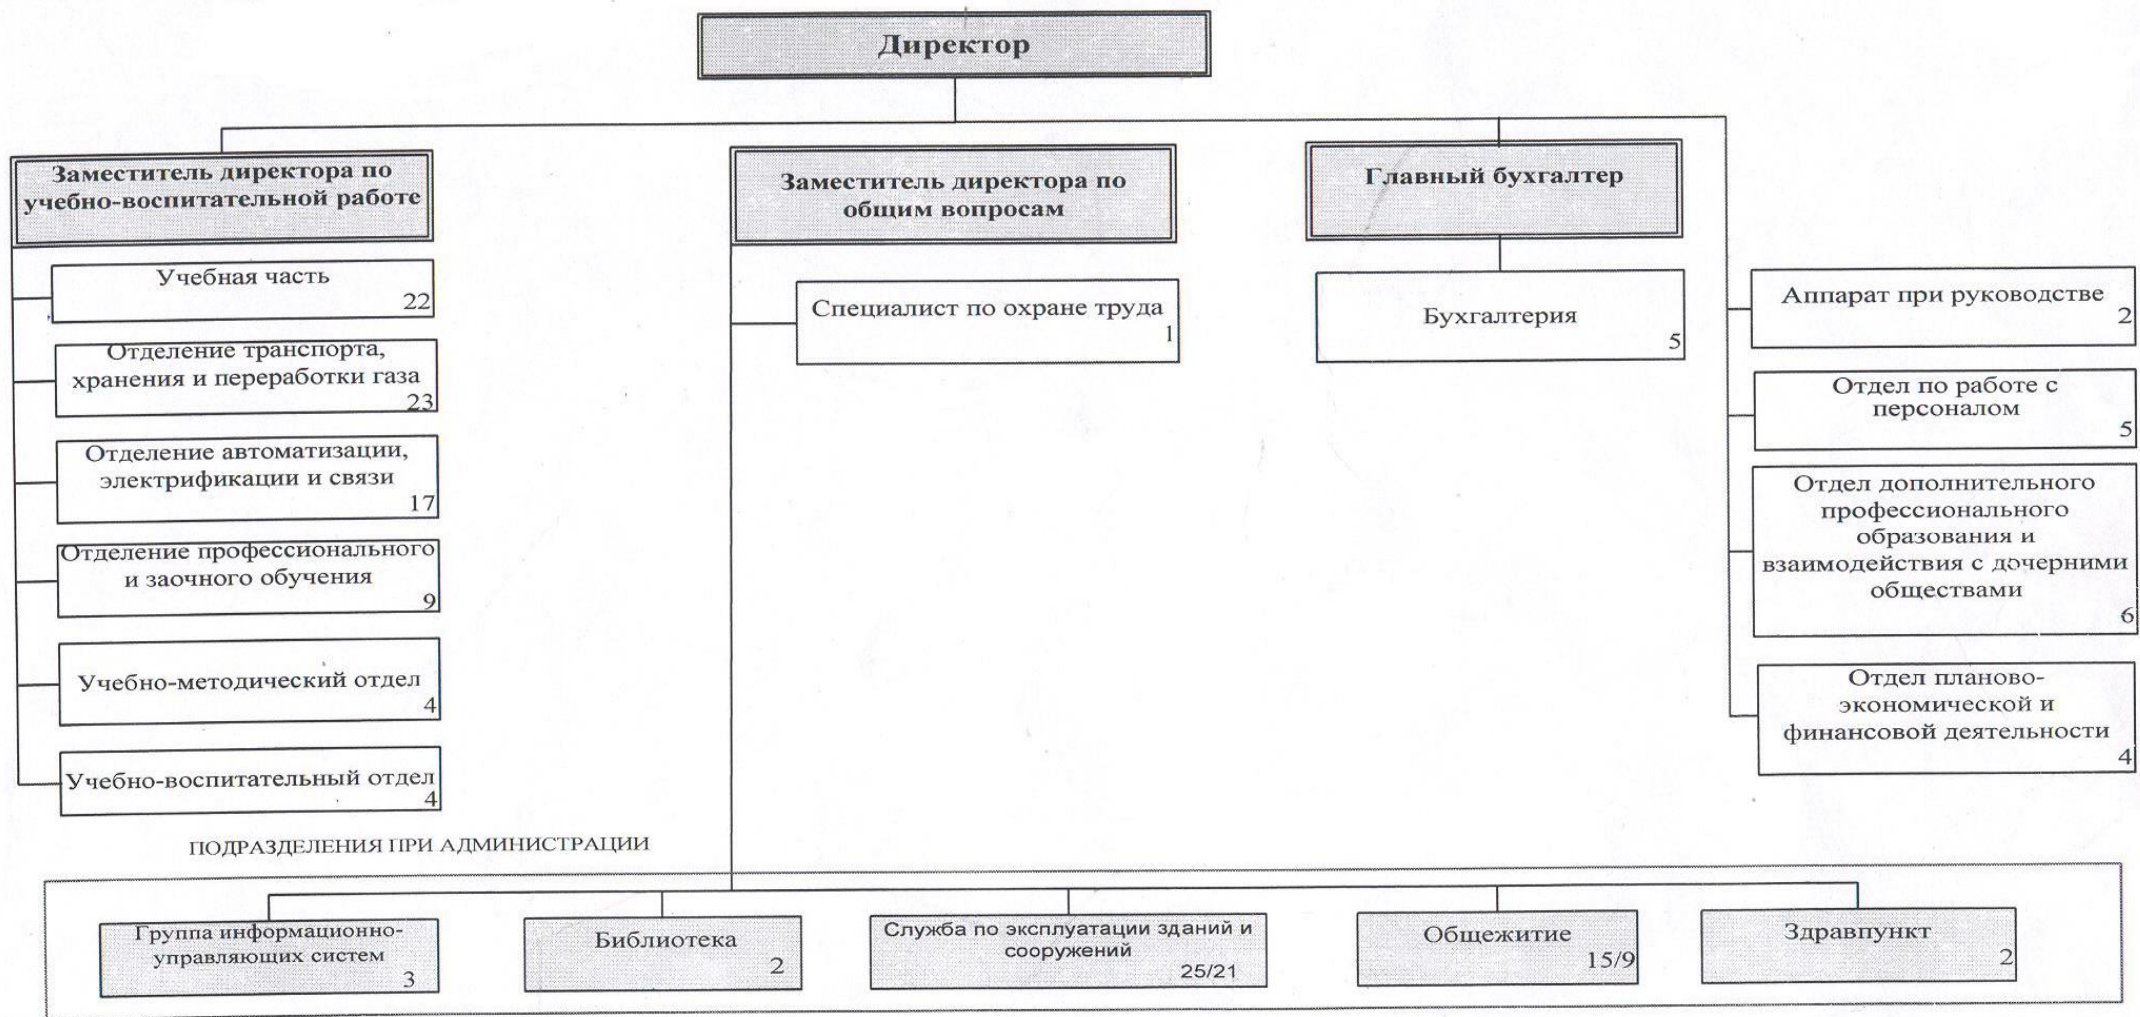 Директор
Заместитель директора по
учебно-воспитательной работе
Заместитель директора по
общим вопросам
Главный бухгалтер
Учебная часть
22
Отделение транспорта,
хранения и переработки газа
23
Отделение автоматизации,
электрификации и связи
17
Отделение профессионального
и заочного обучения
9
Учебно-методический отдел
4
Учебно-воспитательный отдел
4
Специалист по охране труда
1
Бухгалтерия
5
Аппарат при руководстве
2
Отдел по работе с
персоналом
5
Отдел дополнительного
профессионального
образования и
взаимодействия с дочерними
обществами
6
Отдел планово-
экономической и
финансовой деятельности
4
ПОДРАЗДЕЛЕНИЯ ПРИ АДМИНИСТРАЦИИ
Группа информационно-
управляющих систем
3
Библиотека
2
Служба по эксплуатации зданий и
сооружений
25/21
Общежитие
15/9
Здравпункт
2